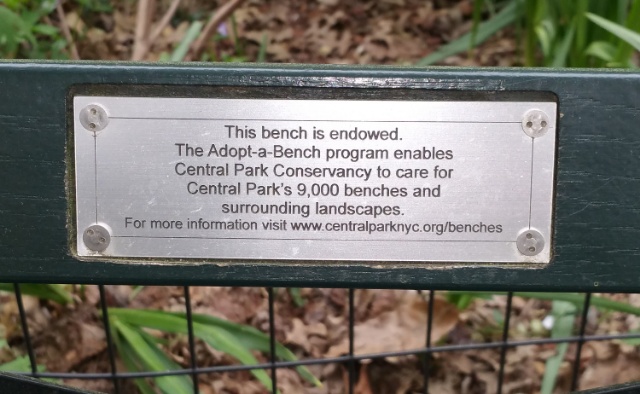 This bench is endowed.
The Adopt-a-Bench program enables
Central Park Conservancy to care for
Central Park's 9,000 benches and
surrounding landscapes.
For more information visit www.centralparknyc.org/benches